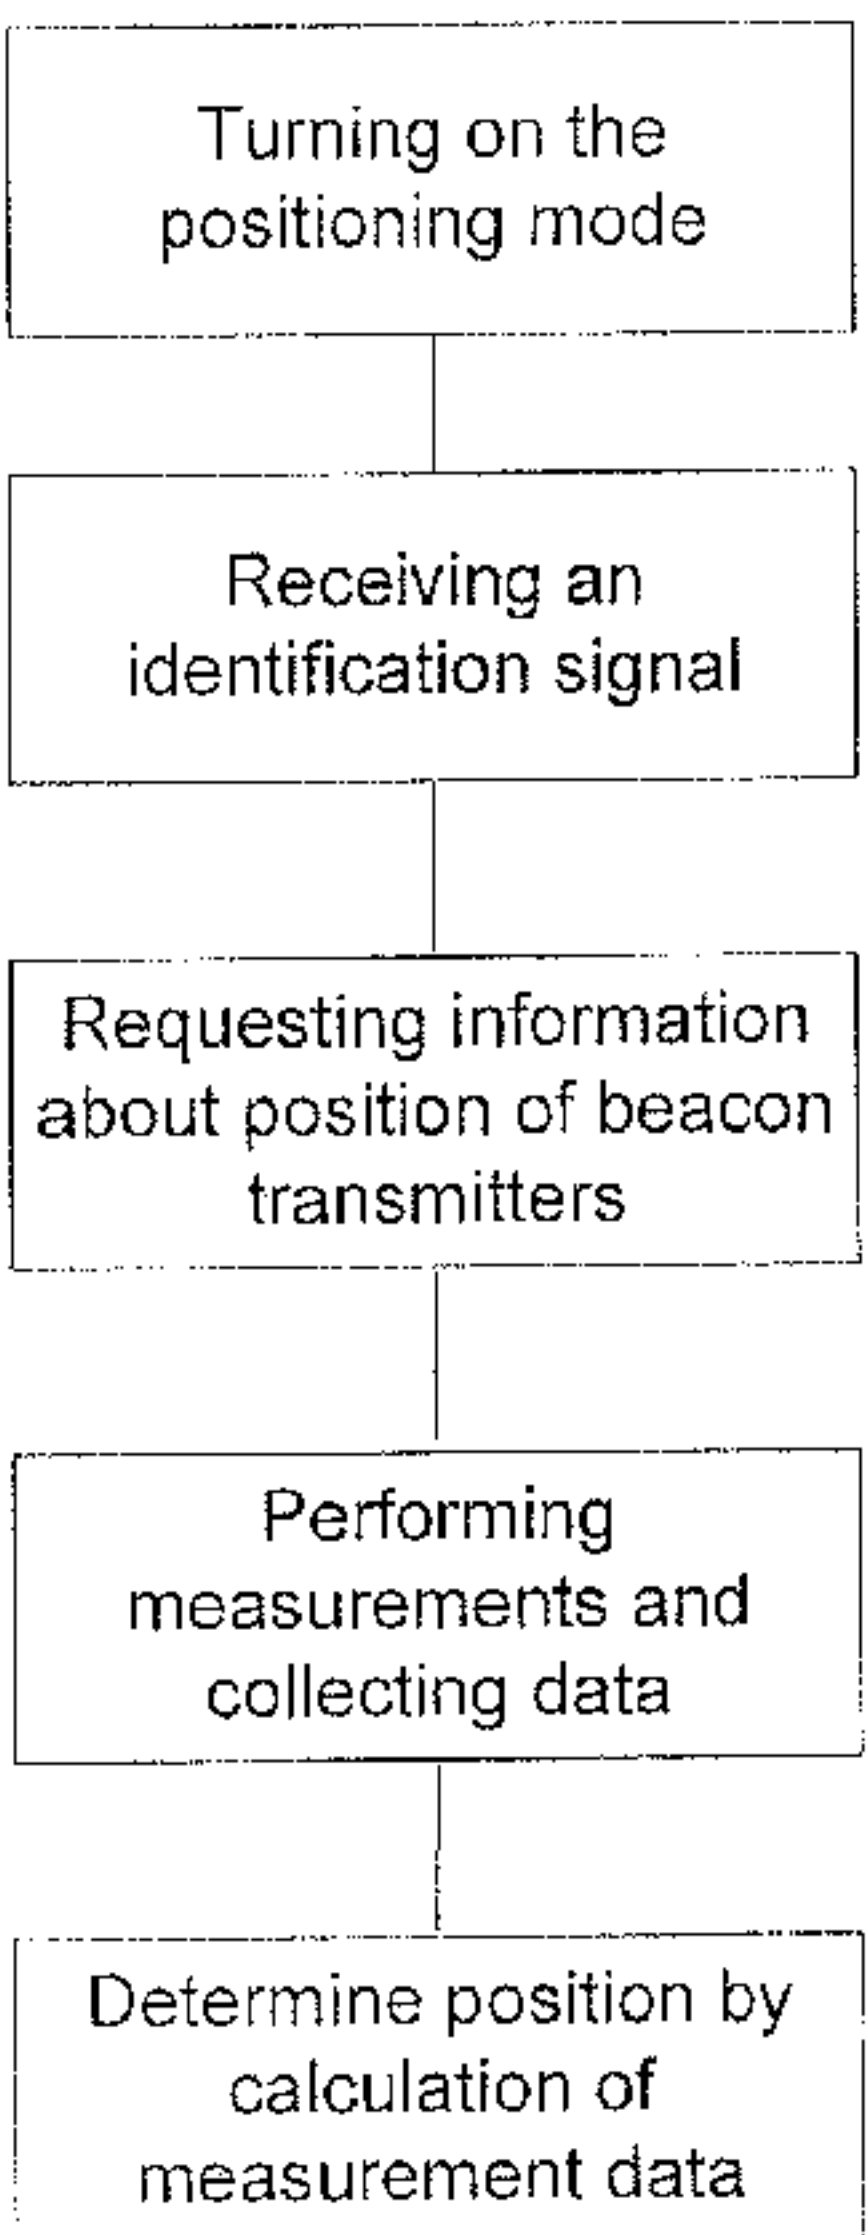 Turning on the
positioning mode
Receiving an
identification signal
Requesting information
about position of beacon
transmitters
Performing
measurements and
collecting data
Determine position by
calculation of
measurement data